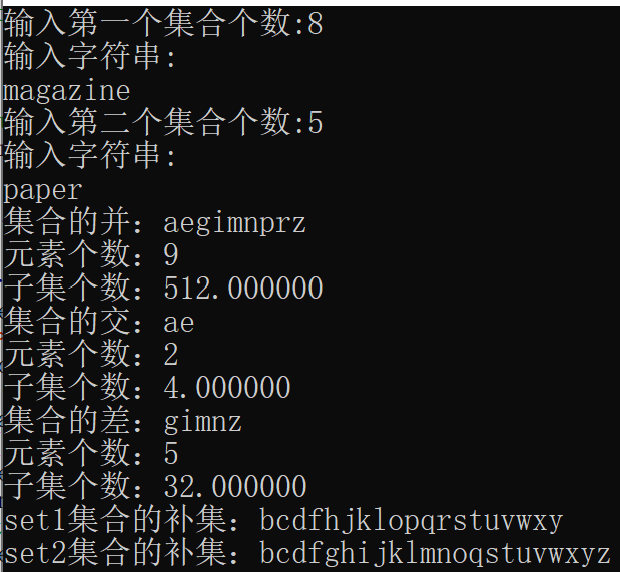 输入第一个集合个数:8
输入字符串:
magazine
输入第二个集合个数:5
输入字符串:
paper
集合的并：aegimnprz
元素个数：9
子集个数：512.000000
集合的交：ae
元素个数：2
子集个数：4.000000
集合的差：gimnz
元素个数：5
子集个数：32.000000
set1集合的补集：bcdfhjklopqrstuvwxy
set2集合的补集：bcdfghijklmnoqstuvwxyz